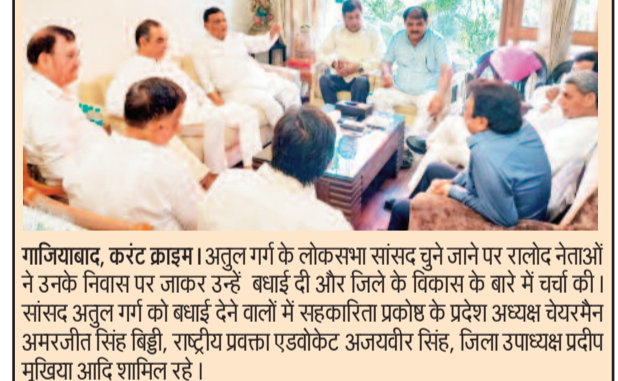 गाजियाबाद, करंट क्राइम। अतुल गर्ग के लोकसभा सांसद चुने जाने पर रालोद नेताओं
ने उनके निवास पर जाकर उन्हें बधाई दी और जिले के विकास के बारे में चर्चा की।
सांसद अतुल गर्ग को बधाई देने वालों में सहकारिता प्रकोष्ठ के प्रदेश अध्यक्ष चेयरमैन
अमरजीत सिंह बिड्डी, राष्ट्रीय प्रवक्ता एडवोकेट अजयवीर सिंह, जिला उपाध्यक्ष प्रदीप
मुखिया आदि शामिल रहे।